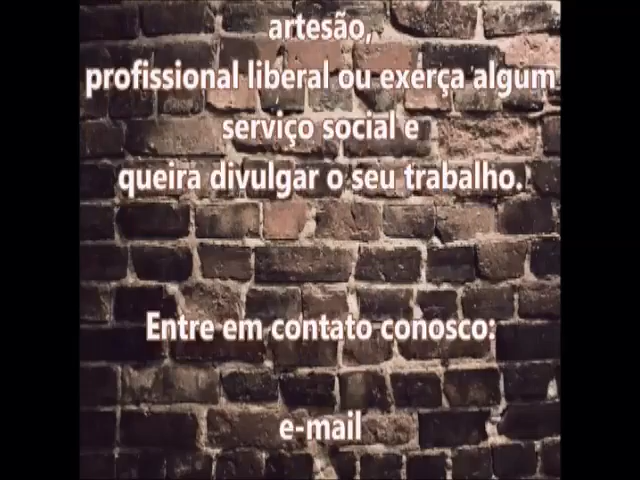 artesão,
profissional liberal ou exerça algum
serviço social e
queira divulgar o seu trabalho.
Entre em contato conosco:
e-mail